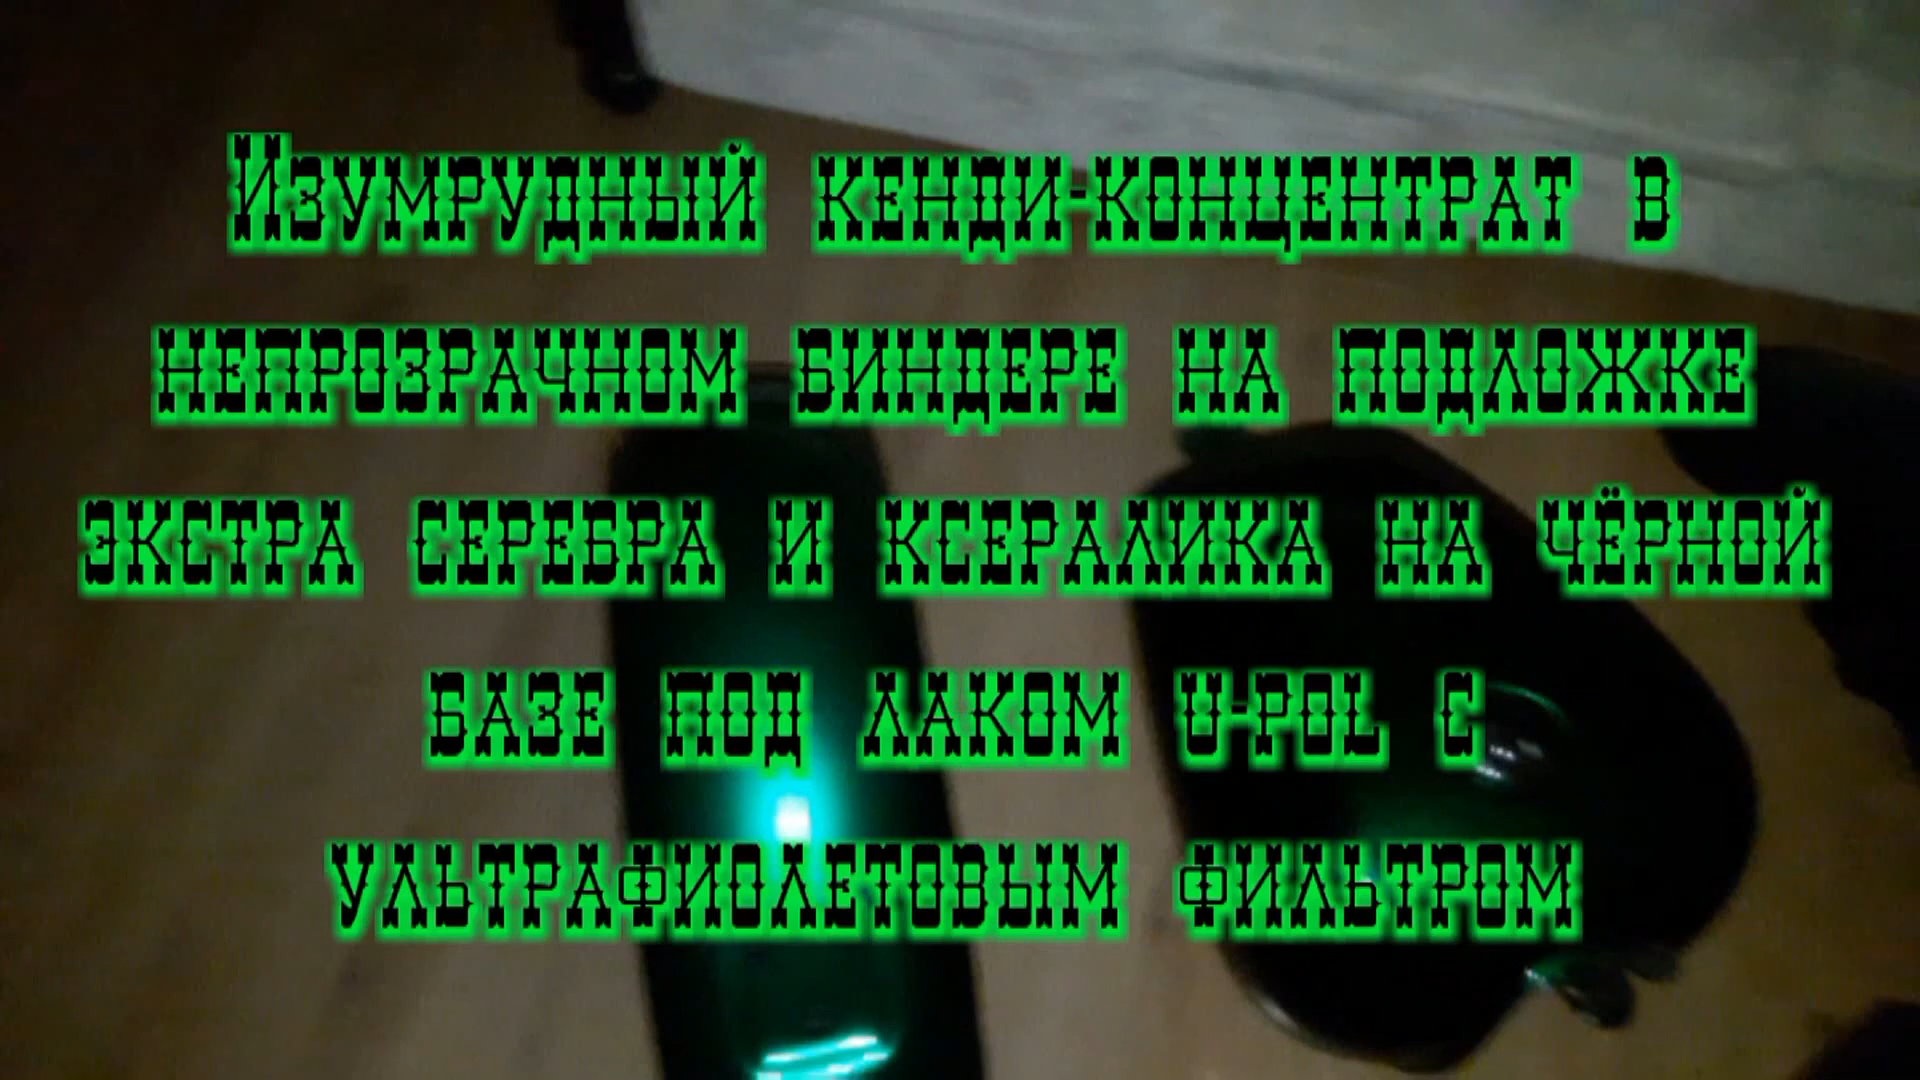 Изумрудный кенди-концентрат в
непрозрачном биндере на подложке
экстра серебра и ксералика на чёрной
базе под лаком U-POL с
ультрафиолетовым фильтром